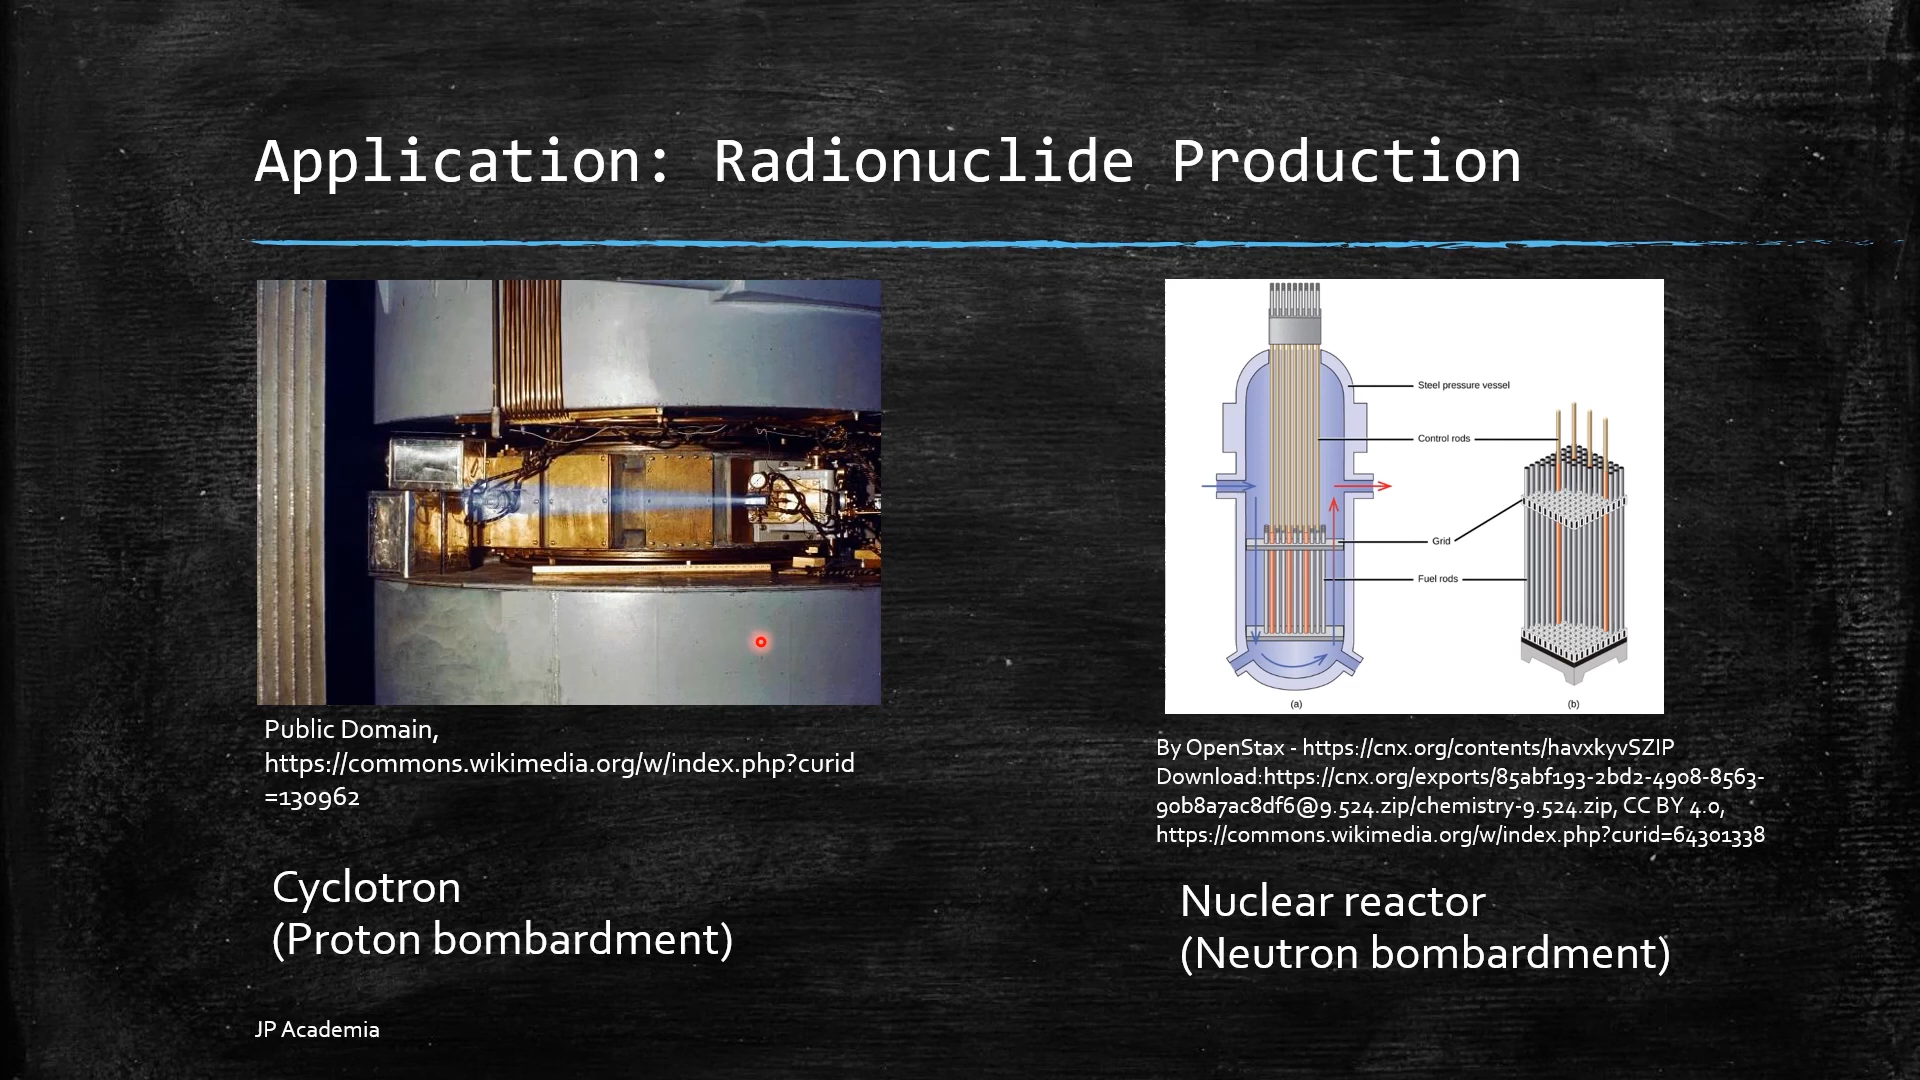 Application: Radionuclide Production
Public Domain,
https://commons.wikimedia.org/w/index.php?curid
=130962
Cyclotron
(Proton bombardment)
Steel pressure vessel
Control rods
Grid
Fuel rods
(a)
(b)
By OpenStax - https://cnx.org/contents/havxkyvSZIP
Download:https://cnx.org/exports/85abf193-2bd2-4908-8563-
90b8a7ac8df6@9.524.zip/chemistry-9.524.zip, CC BY 4.0,
https://commons.wikimedia.org/w/index.php?curid=64301338
Nuclear reactor
(Neutron bombardment)
JP Academia